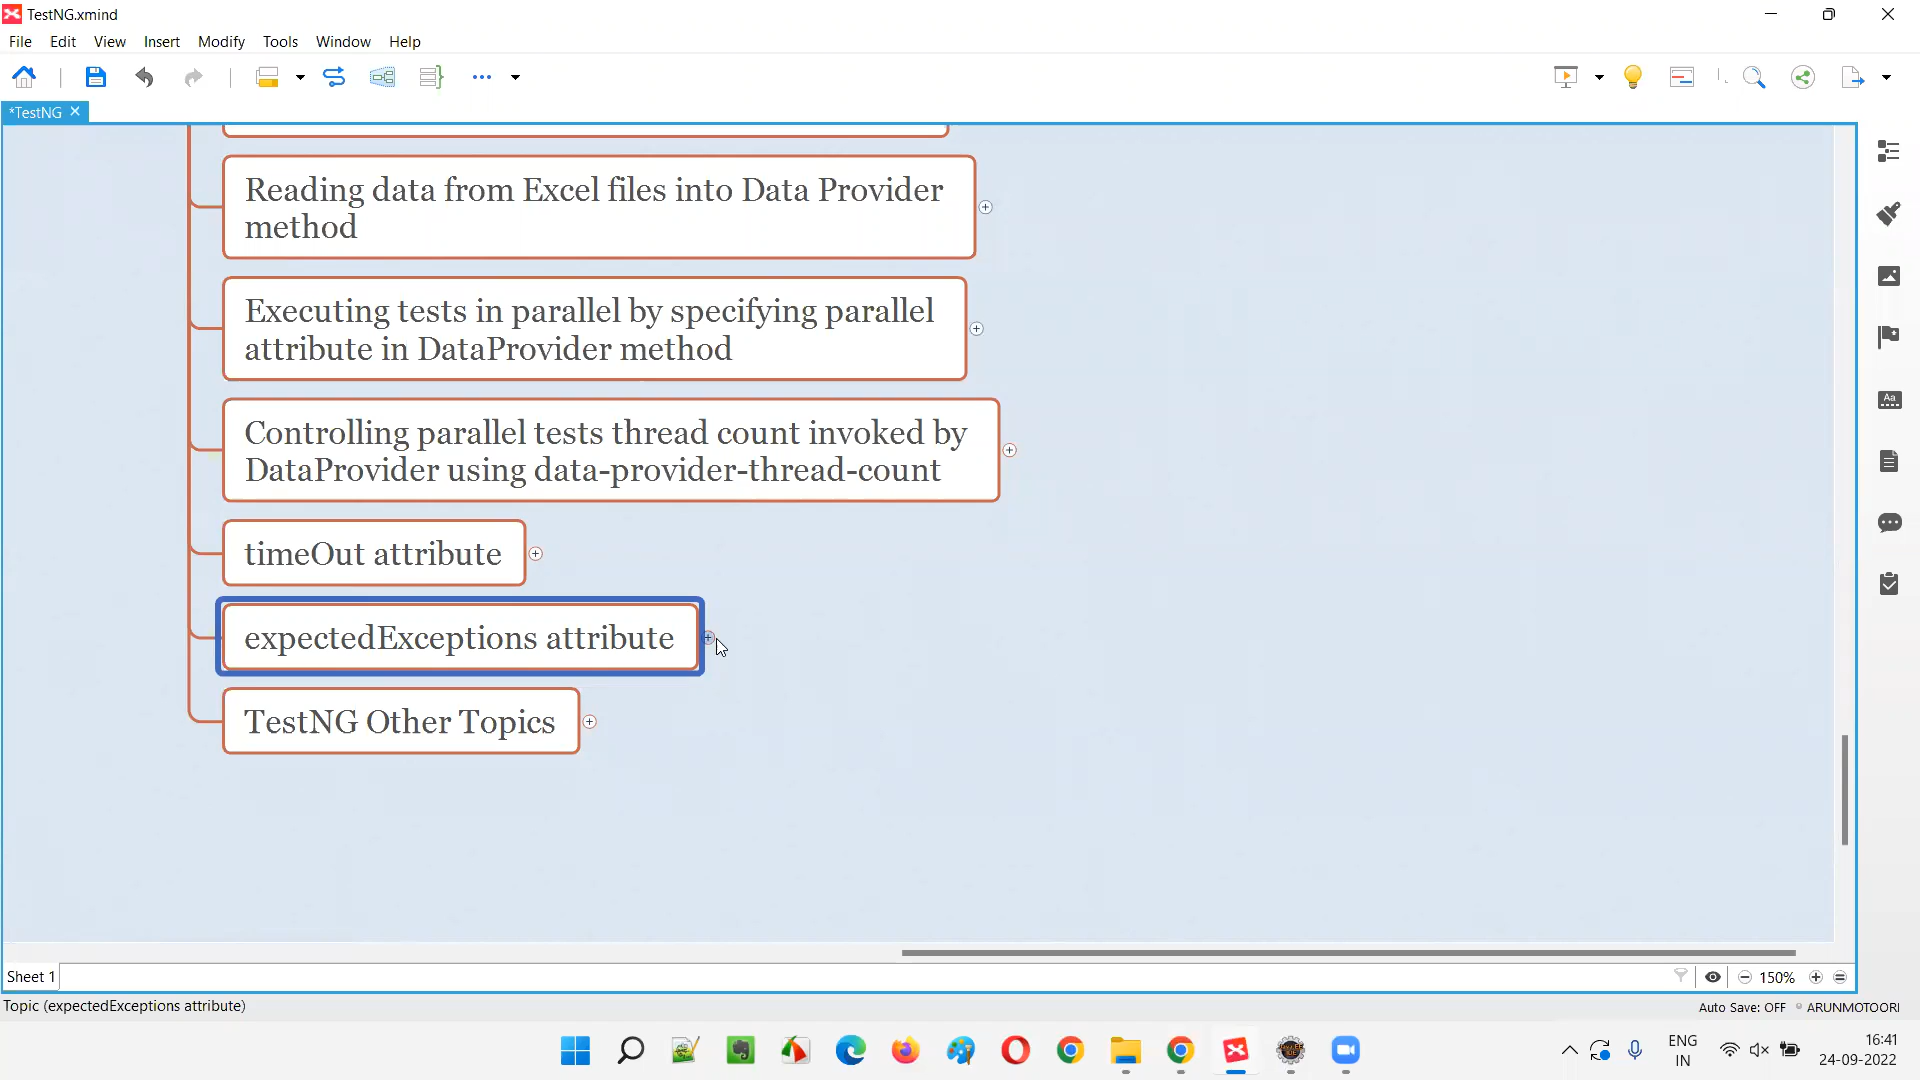 TestNG.xmind
File Edit View Insert Modify Tools Window Help
*TestNG
Reading data from Excel files into Data Provider
method
Executing tests in parallel by specifying parallel
attribute in DataProvider method
Controlling parallel tests thread count invoked by
DataProvider using data-provider-thread-count
timeOut attribute
expectedExceptions attribute
TestNG Other Topics
Aa
Sheet 1
150%
Topic (expectedExceptions attribute)
Auto Save: OFF ARUNMOTOORI
ENG
IN
16:41
24-09-2022